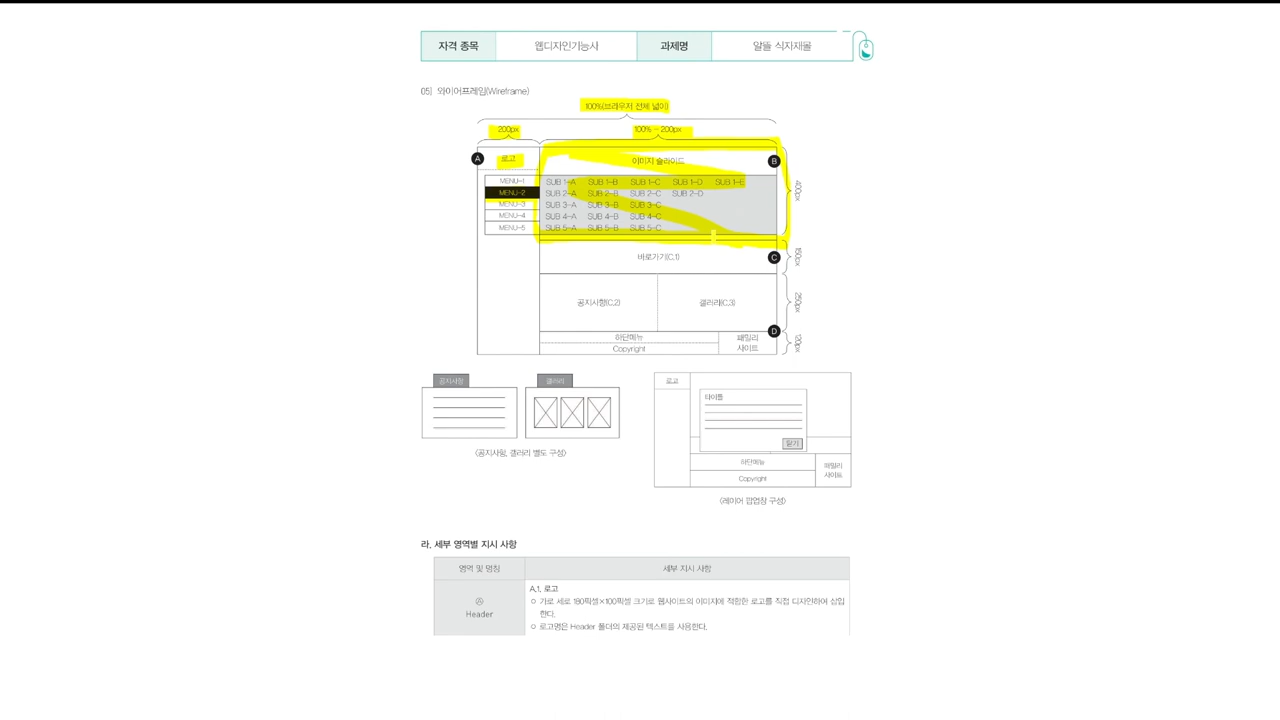 자격 종목 웹디자인기능사 과제명 알뜰 식자재몰
05) 와이어프레임(Wireframe)
100%(브라우저 전체 넓이)
200px 100% - 200px
A 로고 이미지 슬라이드 B
MENU-1 SUB 1-A SUB 1-B SUB 1-C SUB 1-D SUB 1-E
MENU-2 SUB 2-A SUB 2-B SUB 2-C SUB 2-D
MENU-3 SUB 3-A SUB 3-B SUB 3-C
MENU-4 SUB 4-A SUB 4-B SUB 4-C
MENU-5 SUB 5-A SUB 5-B SUB 5-C
400px
바로가기(C.1) C
150px
공지사항(C.2) 갤러리(C.3)
250px
D
하단메뉴 패밀리
Copyright 사이트
120px
공지사항 갤러리
〈공지사항, 갤러리 별도 구성〉
로고
타이틀
닫기
하단메뉴 패밀리
Copyright 사이트
〈레이어 팝업창 구성〉
라. 세부 영역별 지시 사항
영역 및 명칭 세부 지시 사항
Ⓐ
Header
A.1. 로고
○ 가로 세로 180픽셀×100픽셀 크기로 웹사이트의 이미지에 적합한 로고를 직접 디자인하여 삽입
한다.
○ 로고명은 Header 폴더의 제공된 텍스트을 사용한다.